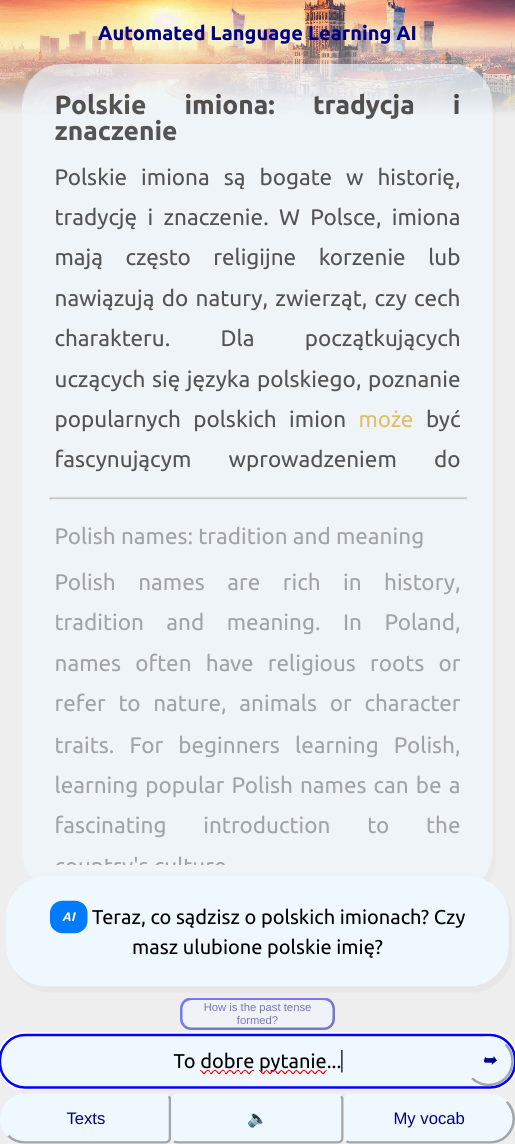 Automated Language Learning AI
Polskie imiona: tradycja i
znaczenie
Polskie imiona są bogate w historię,
tradycję i znaczenie. W Polsce, imiona
mają często religijne korzenie lub
nawiązują do natury, zwierząt, czy cech
charakteru. Dla początkujących
uczących się języka polskiego, poznanie
popularnych polskich imion może być
fascynującym wprowadzeniem do
Polish names: tradition and meaning
Polish names are rich in history,
tradition and meaning. In Poland,
names often have religious roots or
refer to nature, animals or character
traits. For beginners learning Polish,
learning popular Polish names can be a
fascinating introduction to the
country's culture
AI Teraz, co sądzisz o polskich imionach? Czy
masz ulubione polskie imię?
How is the past tense
formed?
To dobre pytanie...
Texts
My vocab